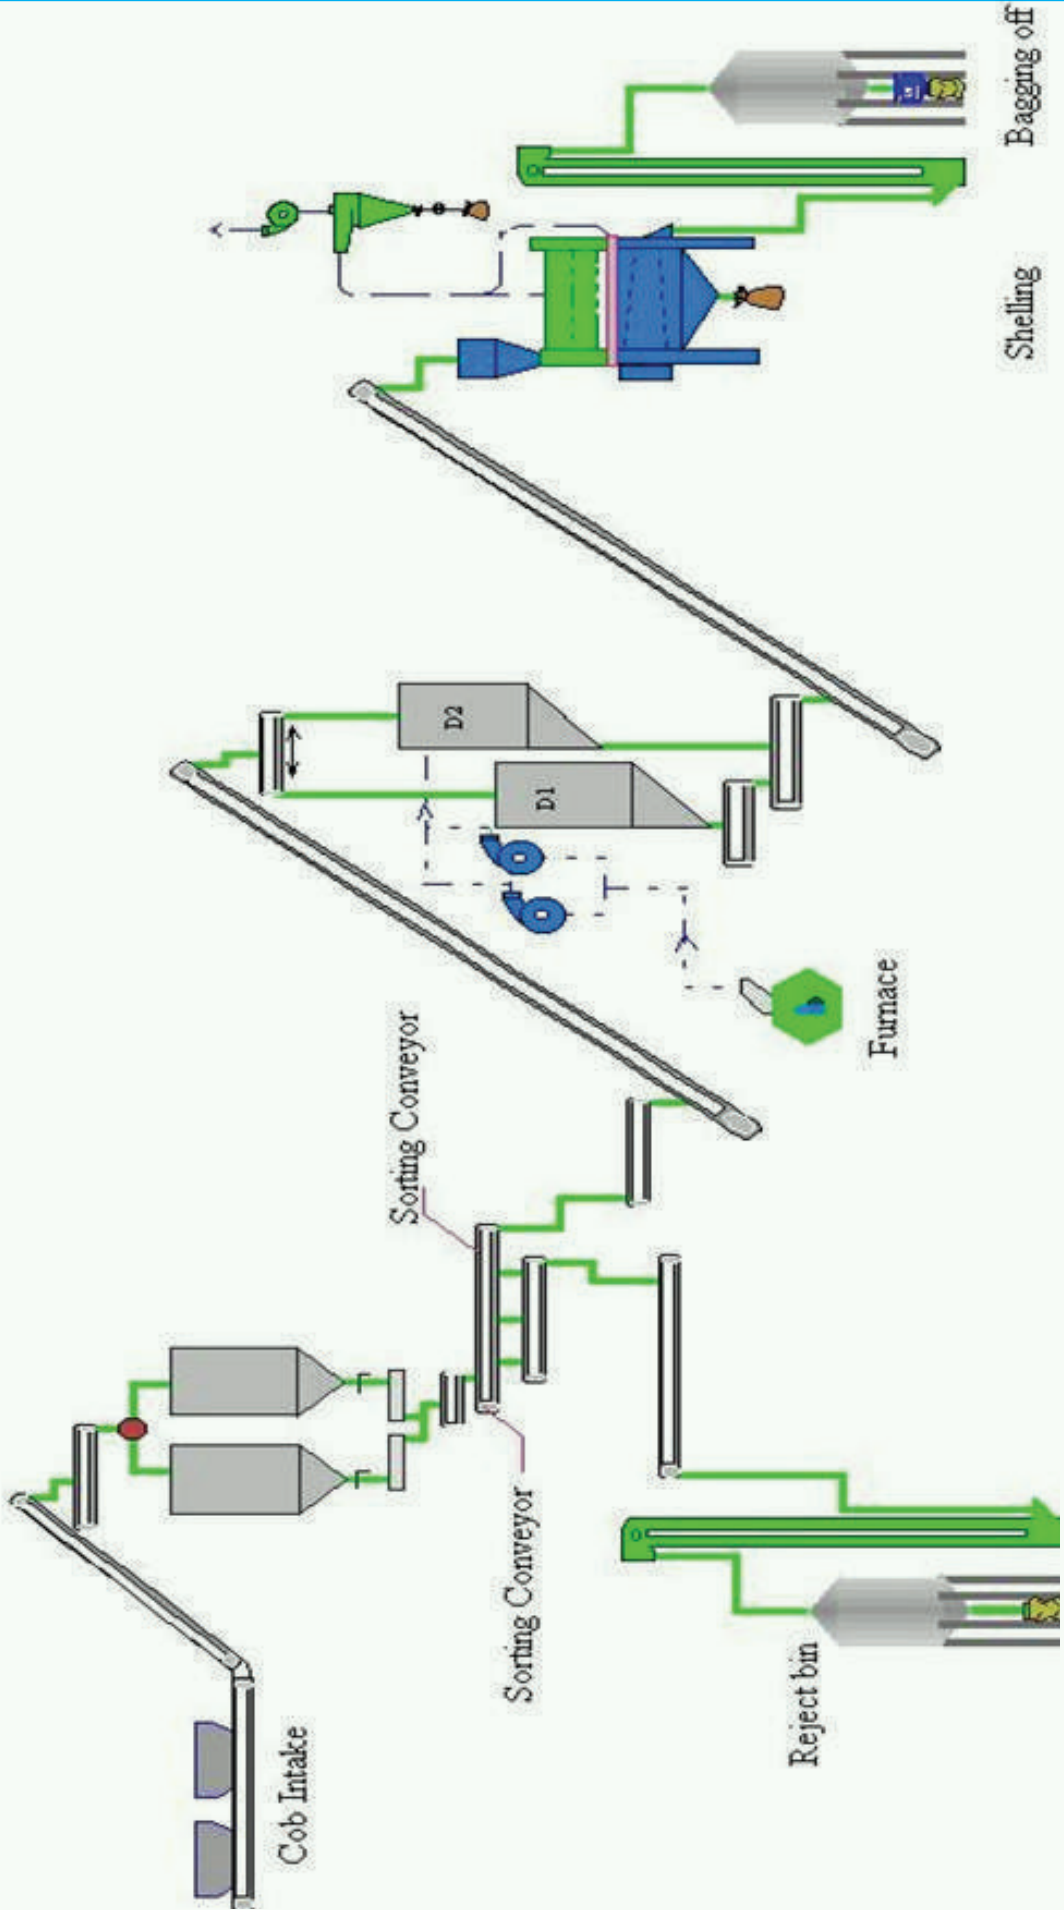 Cob Intake
Sorting Conveyor
Sorting Conveyor
Reject bin
Furnace
D1
D2
Shelling
Bagging off